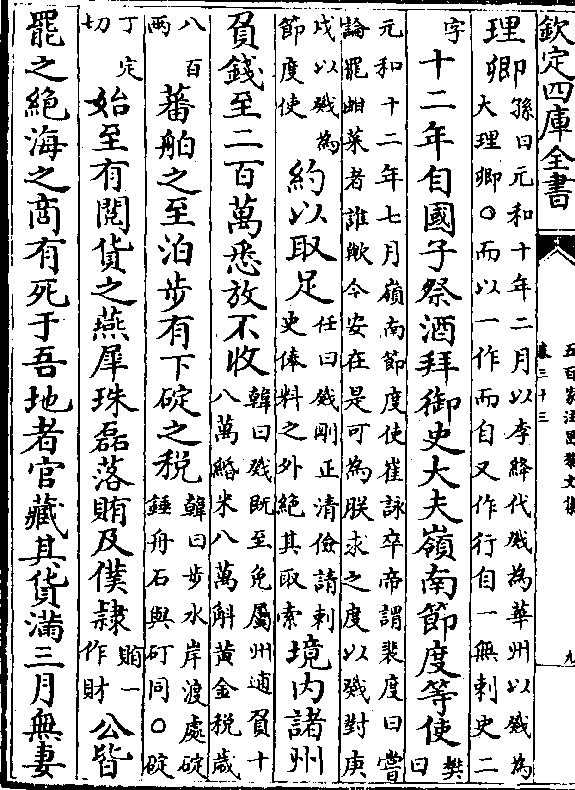 欽定四庫全書
五百家注昌黎文集
卷三十三
九
理卿孫曰元和十年二月以李絳代戣為華州以戣為大理卿○而以一作而自又作行自一無刺史二
字十二年自國子祭酒拜御史大夫嶺南節度等使樊曰
元和十二年七月嶺南節度使崔詠卒帝謂裴度曰嘗論罷蚶菜者誰歟今安在是可為朕求之度以戣對庚
戌以戣為節度使約以取足任曰戣剛正清儉請刺史俸料之外絶其取索境内諸州
負錢至二百萬悉放不收韓曰戣既至免屬州逋負十八萬緡米八萬斛黄金税歲
八百兩蕃舶之至泊步有下碇之税韓曰步水岸渡處碇錘舟石與矴同○碇
丁定切始至有閱貨之燕犀珠磊落賄及僕隸賄一作財公皆
罷之絶海之商有死于吾地者官藏其貨滿三月無妻